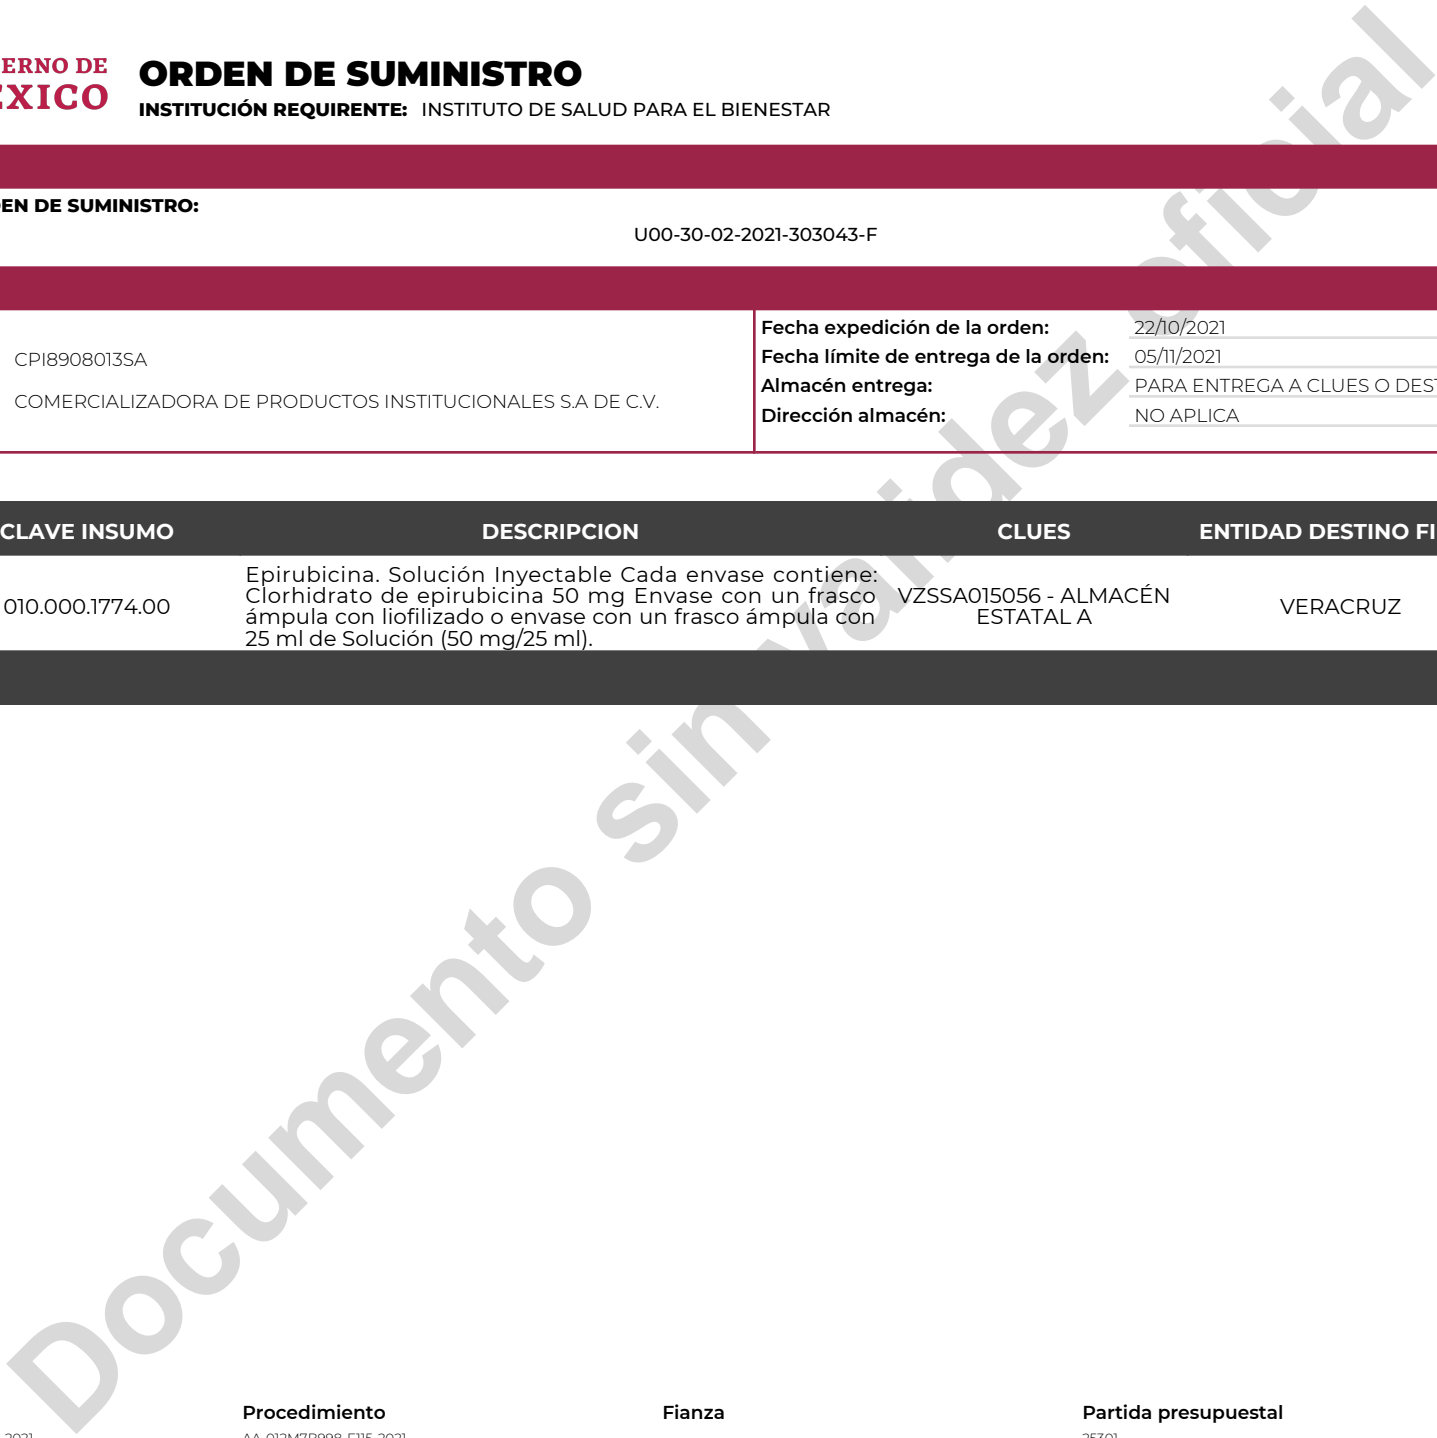 ERNO DE
ORDEN DE SUMINISTRO
EXICO
INSTITUCIÓN REQUIRENTE: INSTITUTO DE SALUD PARA EL BIENESTAR
EN DE SUMINISTRO:
U00-30-02-2021-303043-F
CPI8908013SA
COMERCIALIZADORA DE PRODUCTOS INSTITUCIONALES S.A DE C.V.
Fecha expedición de la orden: 22/10/2021
Fecha límite de entrega de la orden: 05/11/2021
Almacén entrega: PARA ENTREGA A CLUES O DEST
Dirección almacén: NO APLICA
CLAVE INSUMO DESCRIPCION CLUES ENTIDAD DESTINO FI
010.000.1774.00
Epirubicina. Solución Inyectable Cada envase contiene:
Clorhidrato de epirubicina 50 mg Envase con un frasco
ámpula con liofilizado o envase con un frasco ámpula con
25 ml de Solución (50 mg/25 ml).
VZSSA015056 - ALMACÉN
ESTATAL A
VERACRUZ
Documento sin validez oficial
Procedimiento Fianza Partida presupuestal